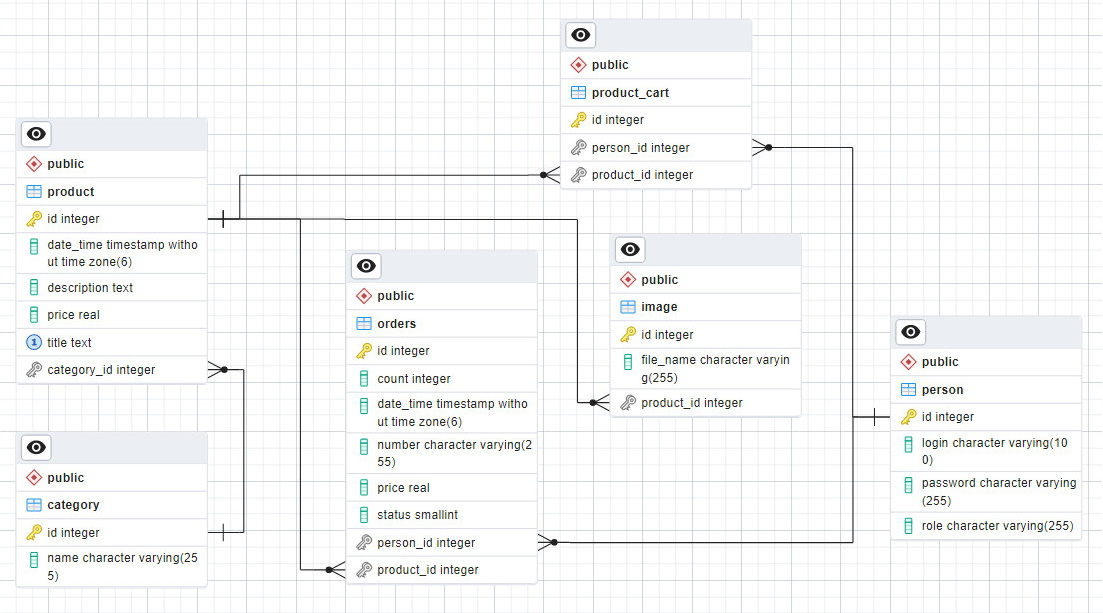 public
product_cart
id integer
person_id integer
product_id integer
public
product
id integer
date_time timestamp witho
ut time zone(6)
description text
price real
1 title text
category_id integer
public
category
id integer
name character varying(25
5)
public
orders
id integer
count integer
date_time timestamp witho
ut time zone(6)
number character varying(2
55)
price real
status smallint
person_id integer
product_id integer
public
image
id integer
file_name character varyin
g(255)
product_id integer
public
person
id integer
login character varying(10
0)
password character varying
(255)
role character varying(255)